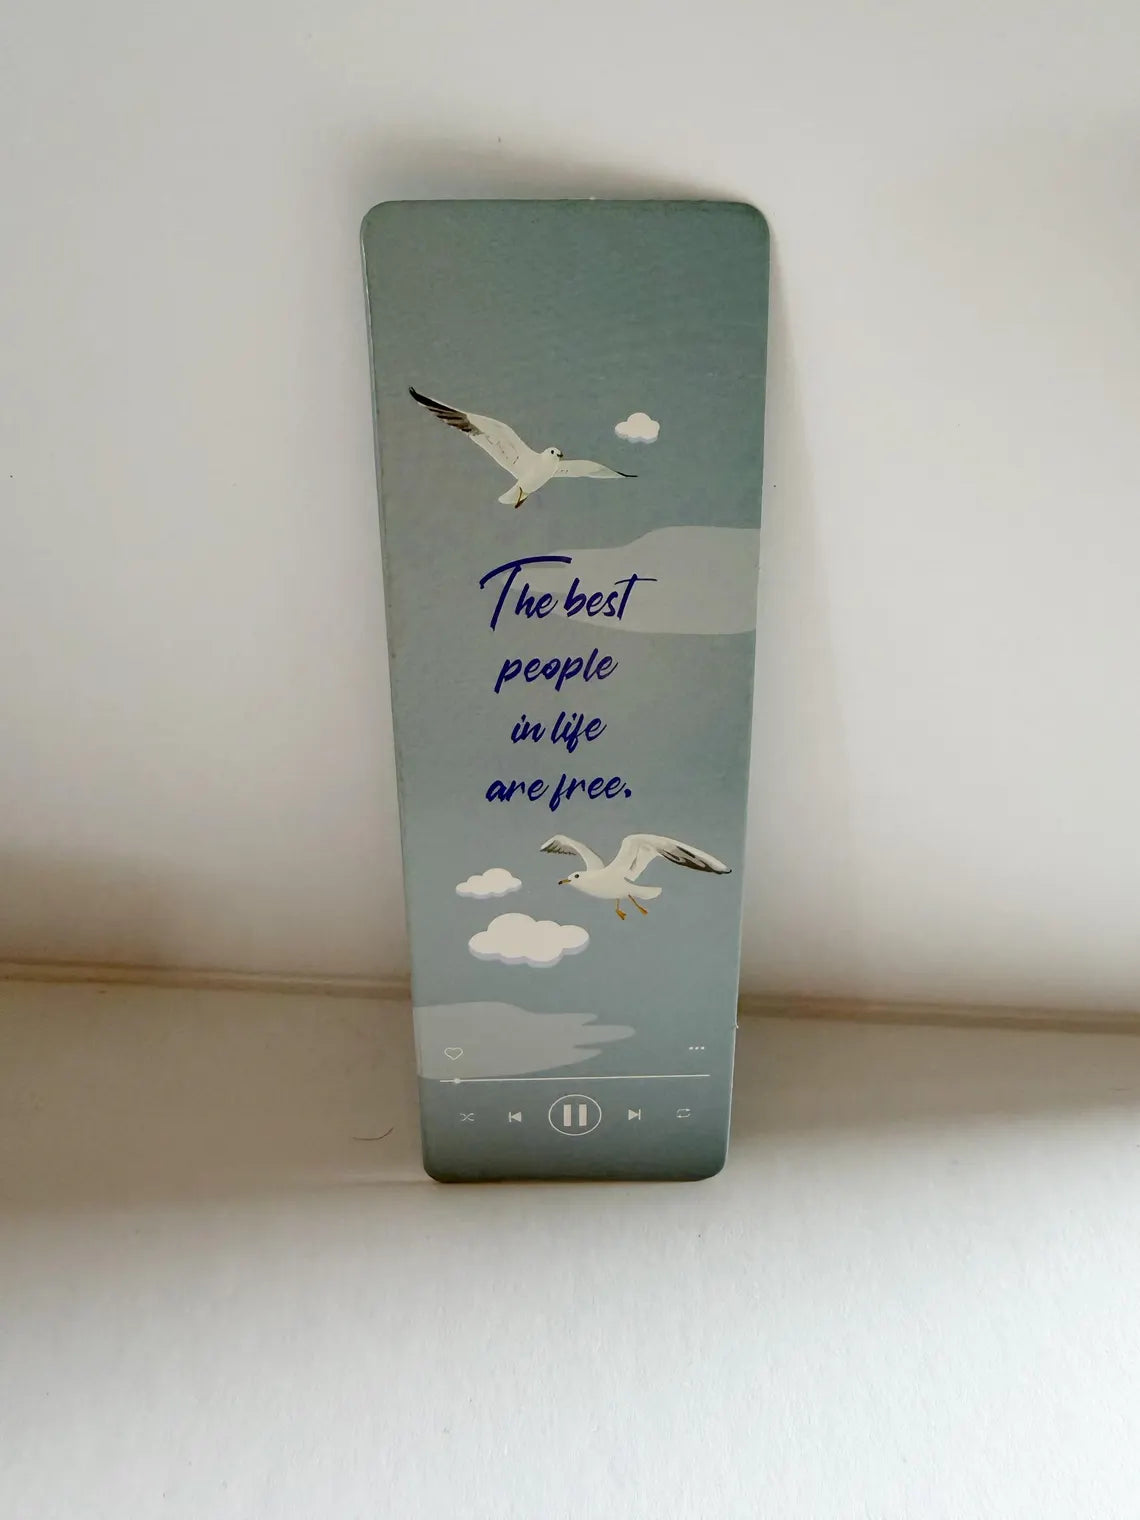 The best
people
in life
are free.